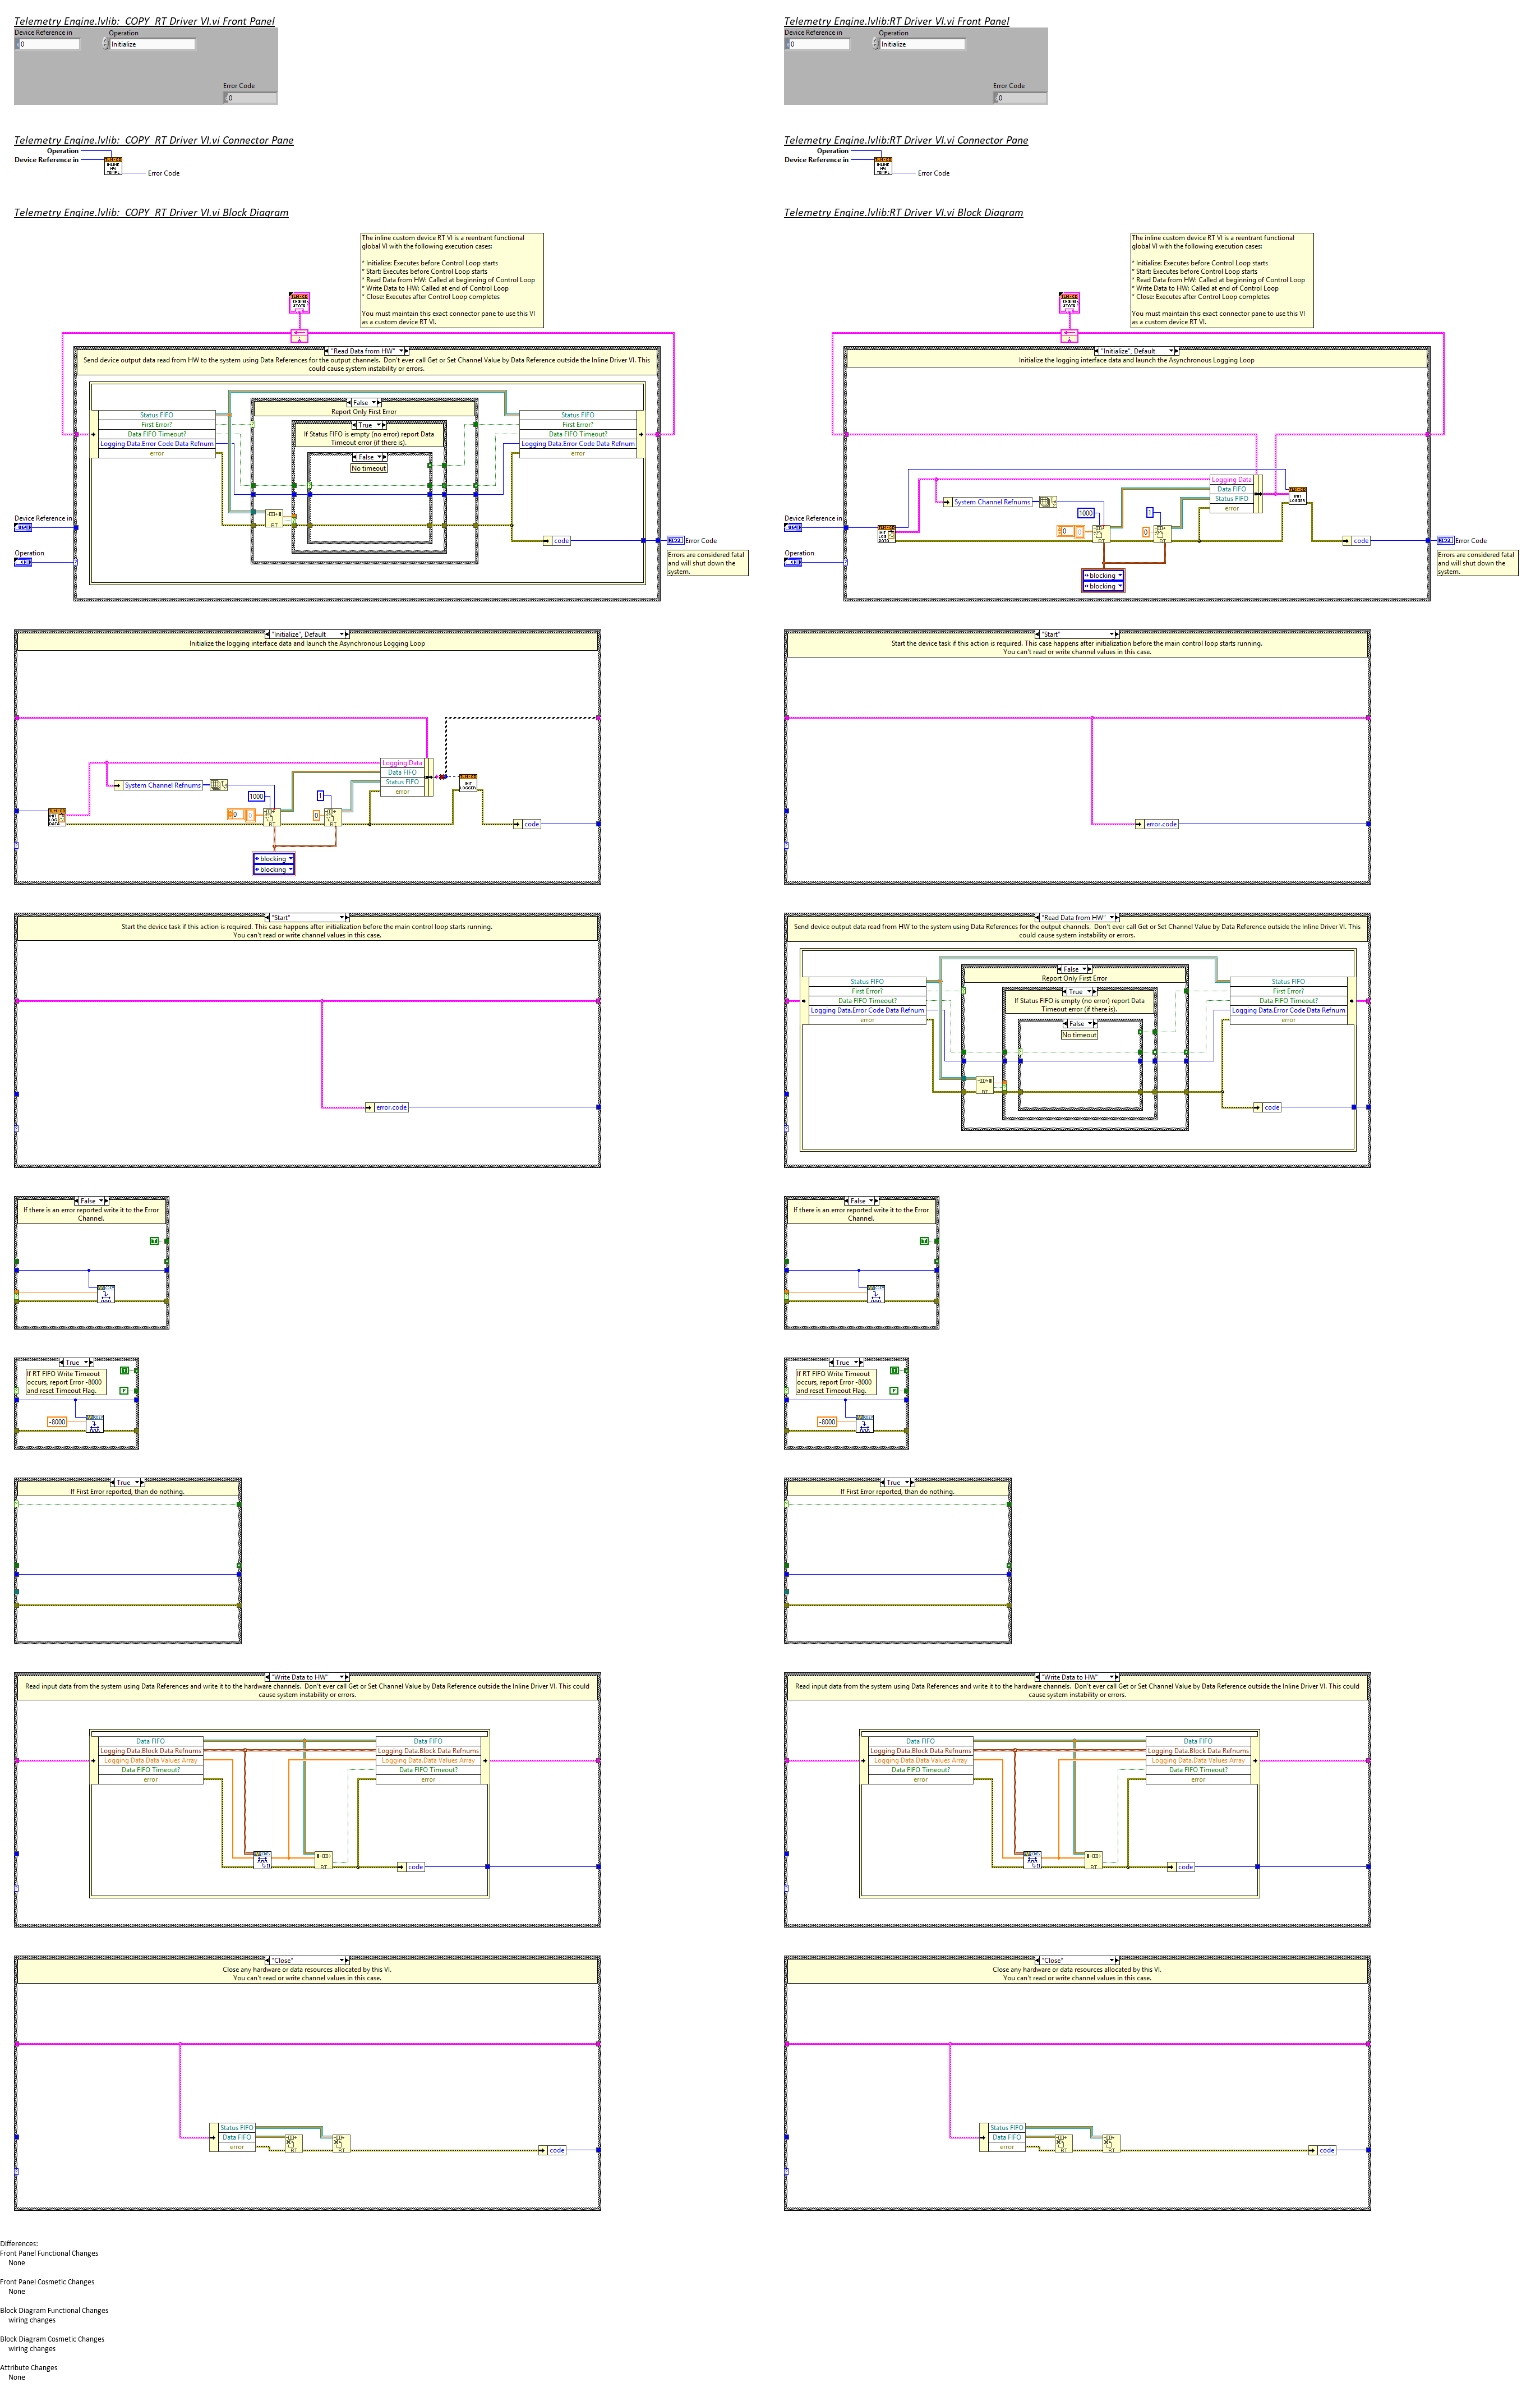 Telemetry Engine.lvlib:  COPY  RT Driver VI.vi Front Panel
Device Reference in
Operation
0
Initialize
Error Code
0
Telemetry Engine.lvlib:  COPY  RT Driver VI.vi Connector Pane
Operation
Device Reference in
Error Code
Telemetry Engine.lvlib:  COPY  RT Driver VI.vi Block Diagram
The inline custom device RT VI is a reentrant functional
global VI with the following execution cases:
* Initialize: Executes before Control Loop starts
* Start: Executes before Control Loop starts
* Read Data from HW: Called at beginning of Control Loop
* Write Data to HW: Called at end of Control Loop
* Close: Executes after Control Loop completes
You must maintain this exact connector pane to use this VI
as a custom device RT VI.
"Read Data from HW"
Send device output data read from HW to the system using Data References for the output channels.  Don't ever call Get or Set Channel Value by Data Reference outside the Inline Driver VI. This
could cause system instability or errors.
False
Report Only First Error
Status FIFO
First Error?
Data FIFO Timeout?
Logging Data.Error Code Data Refnum
error
True
If Status FIFO is empty (no error) report Data
Timeout error (if there is).
False
No timeout
Status FIFO
First Error?
Data FIFO Timeout?
Logging Data.Error Code Data Refnum
error
Device Reference in
Operation
code
Error Code
Errors are considered fatal
and will shut down the
system.
"Initialize", Default
Initialize the logging interface data and launch the Asynchronous Logging Loop
Logging Data
Data FIFO
Status FIFO
error
System Channel Refnums
1000
1
0
0
code
blocking
blocking
"Start"
Start the device task if this action is required. This case happens after initialization before the main control loop starts running.
You can't read or write channel values in this case.
error.code
False
If there is an error reported write it to the Error
Channel.
True
If RT FIFO Write Timeout
occurs, report Error -8000
and reset Timeout Flag.
-8000
True
If First Error reported, than do nothing.
"Write Data to HW"
Read input data from the system using Data References and write it to the hardware channels.  Don't ever call Get or Set Channel Value by Data Reference outside the Inline Driver VI. This could
cause system instability or errors.
Data FIFO
Logging Data.Block Data Refnums
Logging Data.Data Values Array
Data FIFO Timeout?
error
Data FIFO
Logging Data.Block Data Refnums
Logging Data.Data Values Array
Data FIFO Timeout?
error
code
"Close"
Close any hardware or data resources allocated by this VI.
You can't read or write channel values in this case.
Status FIFO
Data FIFO
error
code
Telemetry Engine.lvlib:RT Driver VI.vi Front Panel
Device Reference in
Operation
0
Initialize
Error Code
0
Telemetry Engine.lvlib:RT Driver VI.vi Connector Pane
Operation
Device Reference in
Error Code
Telemetry Engine.lvlib:RT Driver VI.vi Block Diagram
The inline custom device RT VI is a reentrant functional
global VI with the following execution cases:
* Initialize: Executes before Control Loop starts
* Start: Executes before Control Loop starts
* Read Data from HW: Called at beginning of Control Loop
* Write Data to HW: Called at end of Control Loop
* Close: Executes after Control Loop completes
You must maintain this exact connector pane to use this VI
as a custom device RT VI.
"Initialize", Default
Initialize the logging interface data and launch the Asynchronous Logging Loop
Logging Data
Data FIFO
Status FIFO
error
System Channel Refnums
1000
1
0
0
Device Reference in
Operation
code
Error Code
Errors are considered fatal
and will shut down the
system.
blocking
blocking
"Start"
Start the device task if this action is required. This case happens after initialization before the main control loop starts running.
You can't read or write channel values in this case.
error.code
"Read Data from HW"
Send device output data read from HW to the system using Data References for the output channels.  Don't ever call Get or Set Channel Value by Data Reference outside the Inline Driver VI. This
could cause system instability or errors.
False
Report Only First Error
Status FIFO
First Error?
Data FIFO Timeout?
Logging Data.Error Code Data Refnum
error
True
If Status FIFO is empty (no error) report Data
Timeout error (if there is).
False
No timeout
Status FIFO
First Error?
Data FIFO Timeout?
Logging Data.Error Code Data Refnum
error
code
False
If there is an error reported write it to the Error
Channel.
True
If RT FIFO Write Timeout
occurs, report Error -8000
and reset Timeout Flag.
-8000
True
If First Error reported, than do nothing.
"Write Data to HW"
Read input data from the system using Data References and write it to the hardware channels.  Don't ever call Get or Set Channel Value by Data Reference outside the Inline Driver VI. This could
cause system instability or errors.
Data FIFO
Logging Data.Block Data Refnums
Logging Data.Data Values Array
Data FIFO Timeout?
error
Data FIFO
Logging Data.Block Data Refnums
Logging Data.Data Values Array
Data FIFO Timeout?
error
code
"Close"
Close any hardware or data resources allocated by this VI.
You can't read or write channel values in this case.
Status FIFO
Data FIFO
error
code
Differences:
Front Panel Functional Changes
None
Front Panel Cosmetic Changes
None
Block Diagram Functional Changes
wiring changes
Block Diagram Cosmetic Changes
wiring changes
Attribute Changes
None